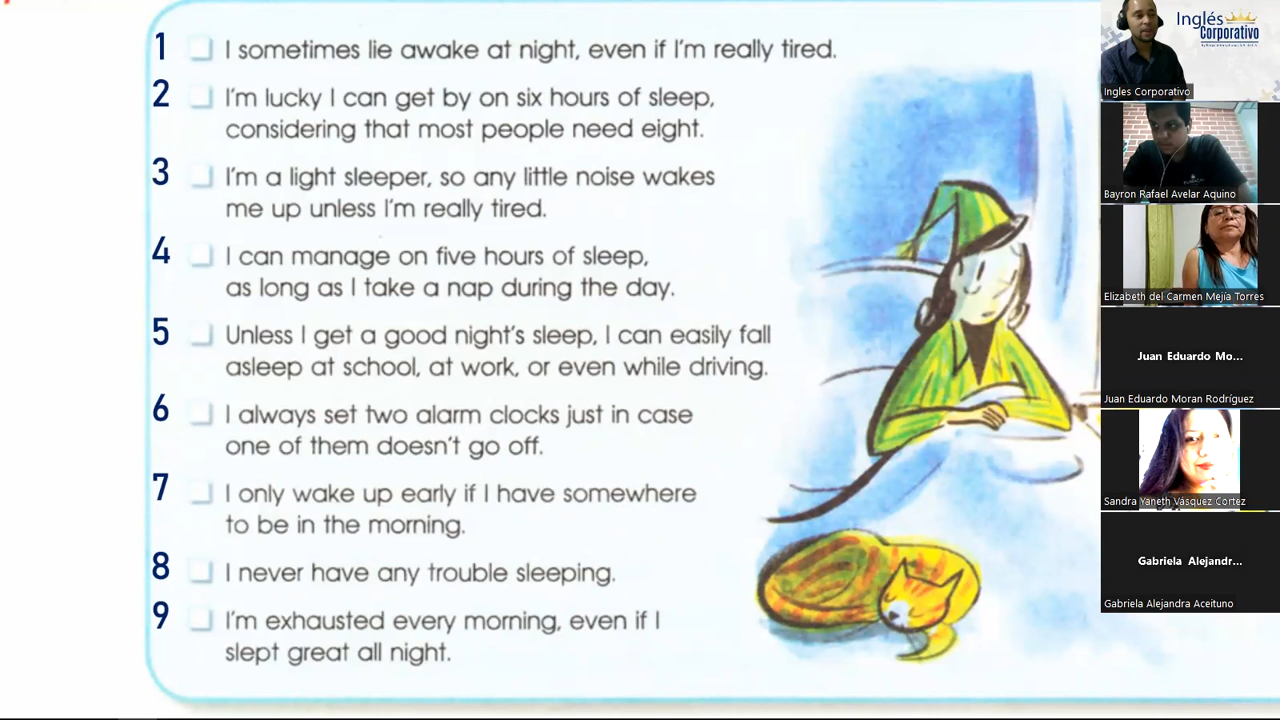 1 I sometimes lie awake at night, even if I'm really tired.
2 I'm lucky I can get by on six hours of sleep,
considering that most people need eight.
3 I'm a light sleeper, so any little noise wakes
me up unless I'm really tired.
4 I can manage on five hours of sleep,
as long as I take a nap during the day.
5 Unless I get a good night's sleep, I can easily fall
asleep at school, at work, or even while driving.
6 I always set two alarm clocks just in case
one of them doesn't go off.
7 I only wake up early if I have somewhere
to be in the morning.
8 I never have any trouble sleeping.
9 I'm exhausted every morning, even if I
slept great all night.
Inglés
Corporativo
Ingles Corporativo
Bayron Rafael Avelar Aquino
Elizabeth del Carmen Mejía Torres
Juan Eduardo Mo...
Juan Eduardo Moran Rodríguez
Sandra Yaneth Vásquez Cortez
Gabriela Alejandr...
Gabriela Alejandra Aceituno